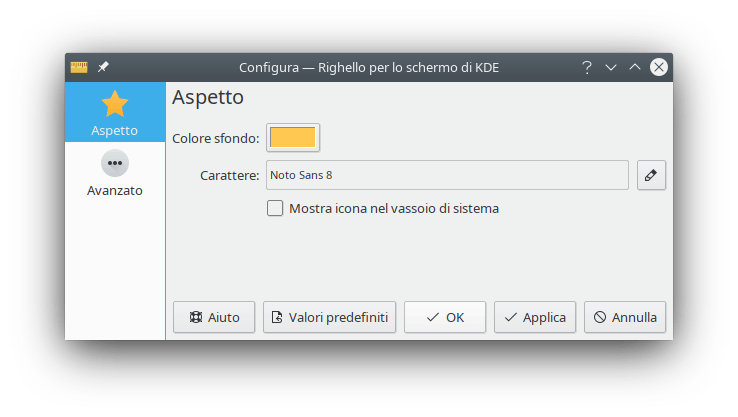 Configura — Righello per lo schermo di KDE
Aspetto
Avanzato
Aspetto
Colore sfondo:
Carattere: Noto Sans 8
Mostra icona nel vassoio di sistema
Aiuto Valori predefiniti OK Applica Annulla